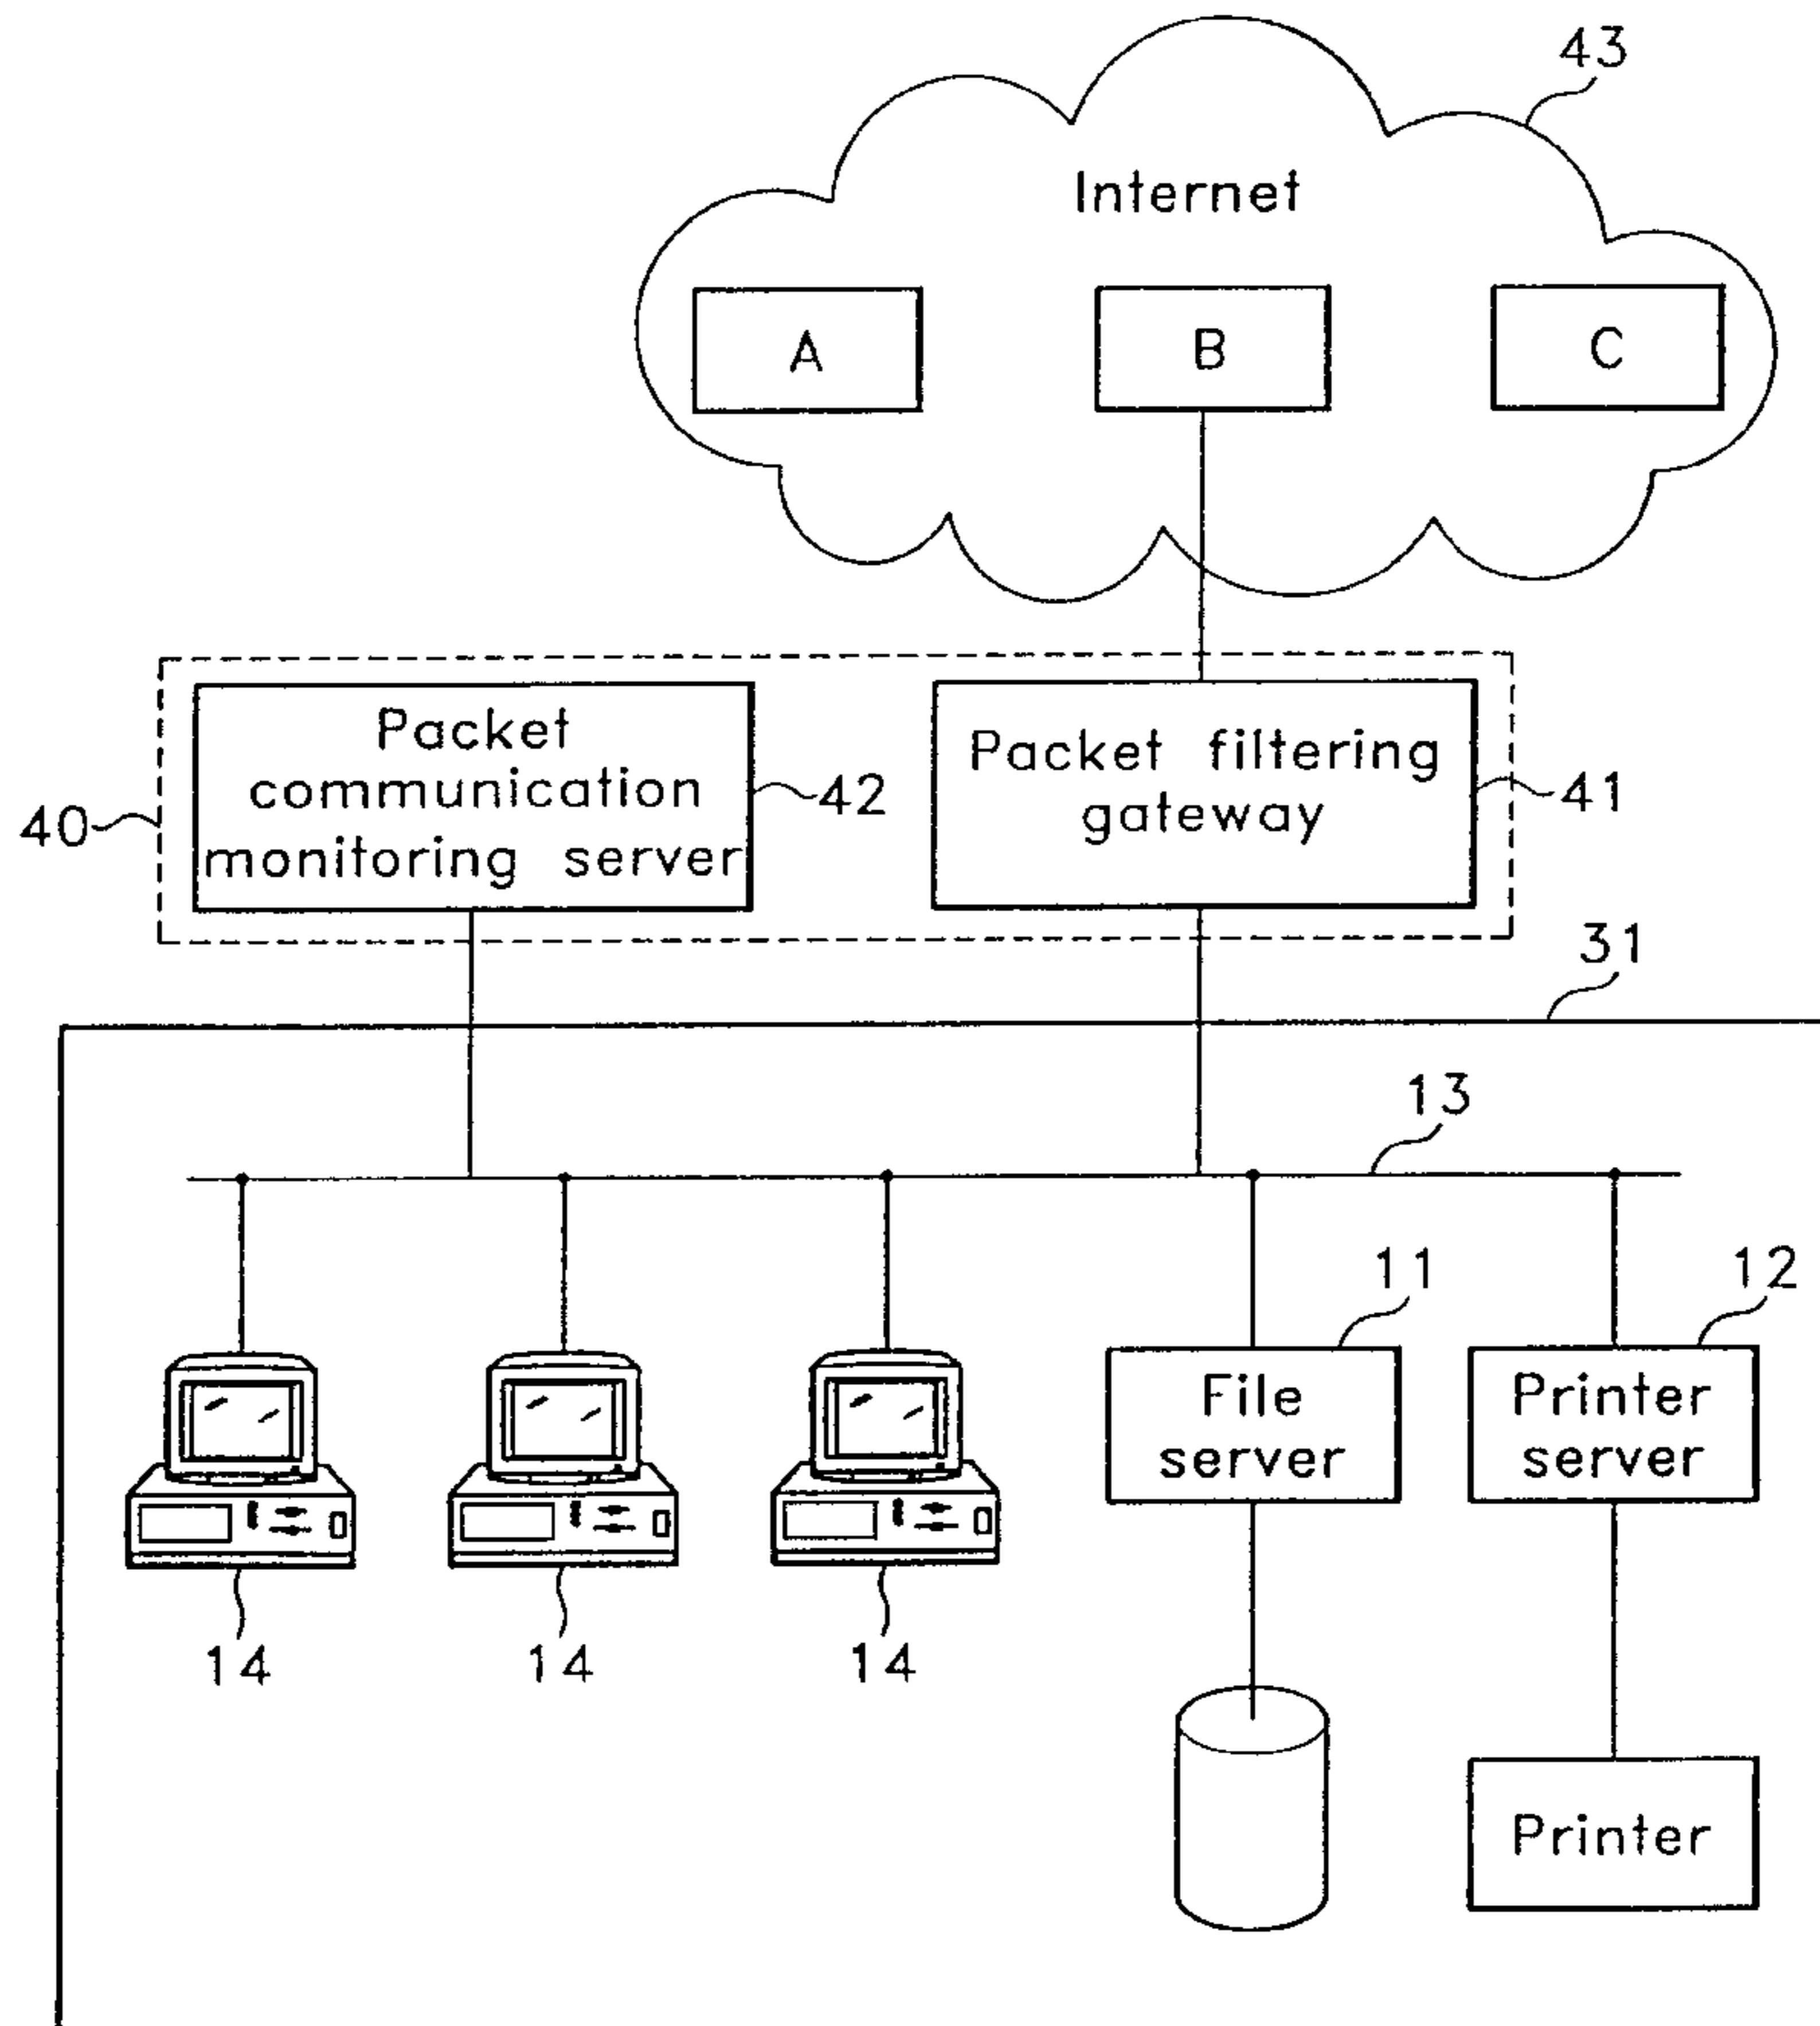 43
Internet
A
B
C
Packet
communication
monitoring server
42
Packet filtering
gateway
41
40
31
13
11
12
File
server
Printer
server
14
14
14
Printer